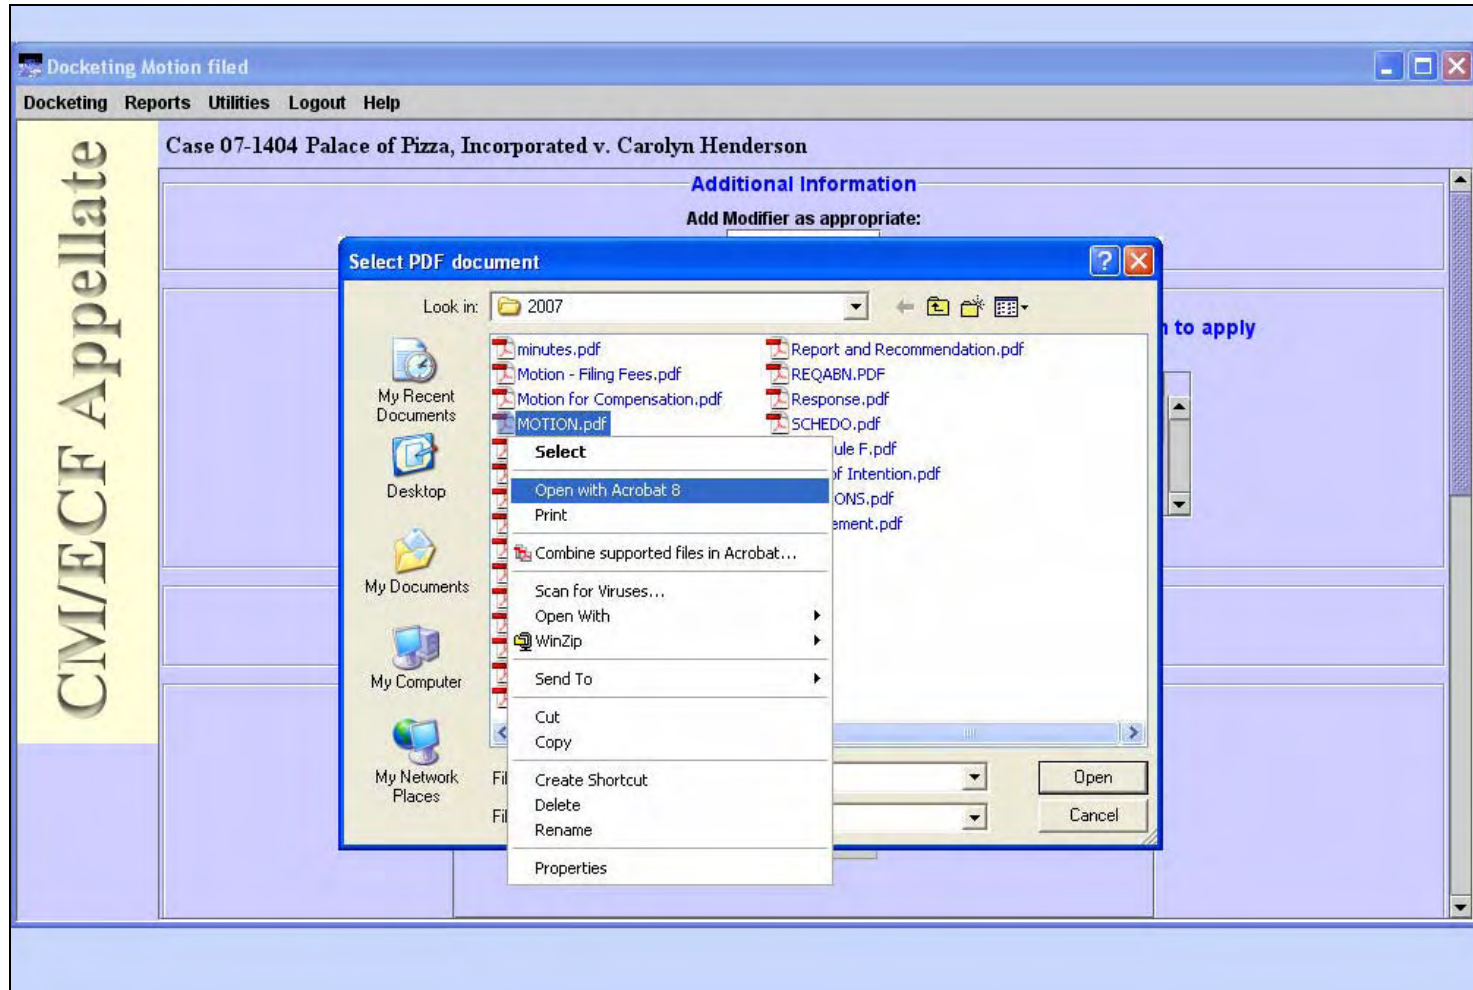 Docketing Motion filed
Docketing Reports Utilities Logout Help
CM/ECF Appellate
Case 07-1404 Palace of Pizza, Incorporated v. Carolyn Henderson
Additional Information
Add Modifier as appropriate:
Select PDF document
Look in: 2007
to apply
My Recent Documents
Desktop
My Documents
My Computer
My Network Places
minutes.pdf
Motion - Filing Fees.pdf
Motion for Compensation.pdf
MOTION.pdf
Report and Recommendation.pdf
REQABN.PDF
Response.pdf
SCHEDO.pdf
ule F.pdf
of Intention.pdf
ONS.pdf
ement.pdf
Select
Open with Acrobat 8
Print
Combine supported files in Acrobat...
Scan for Viruses...
Open With
WinZip
Send To
Cut
Copy
Create Shortcut
Delete
Rename
Properties
Fil
Fil
Open
Cancel